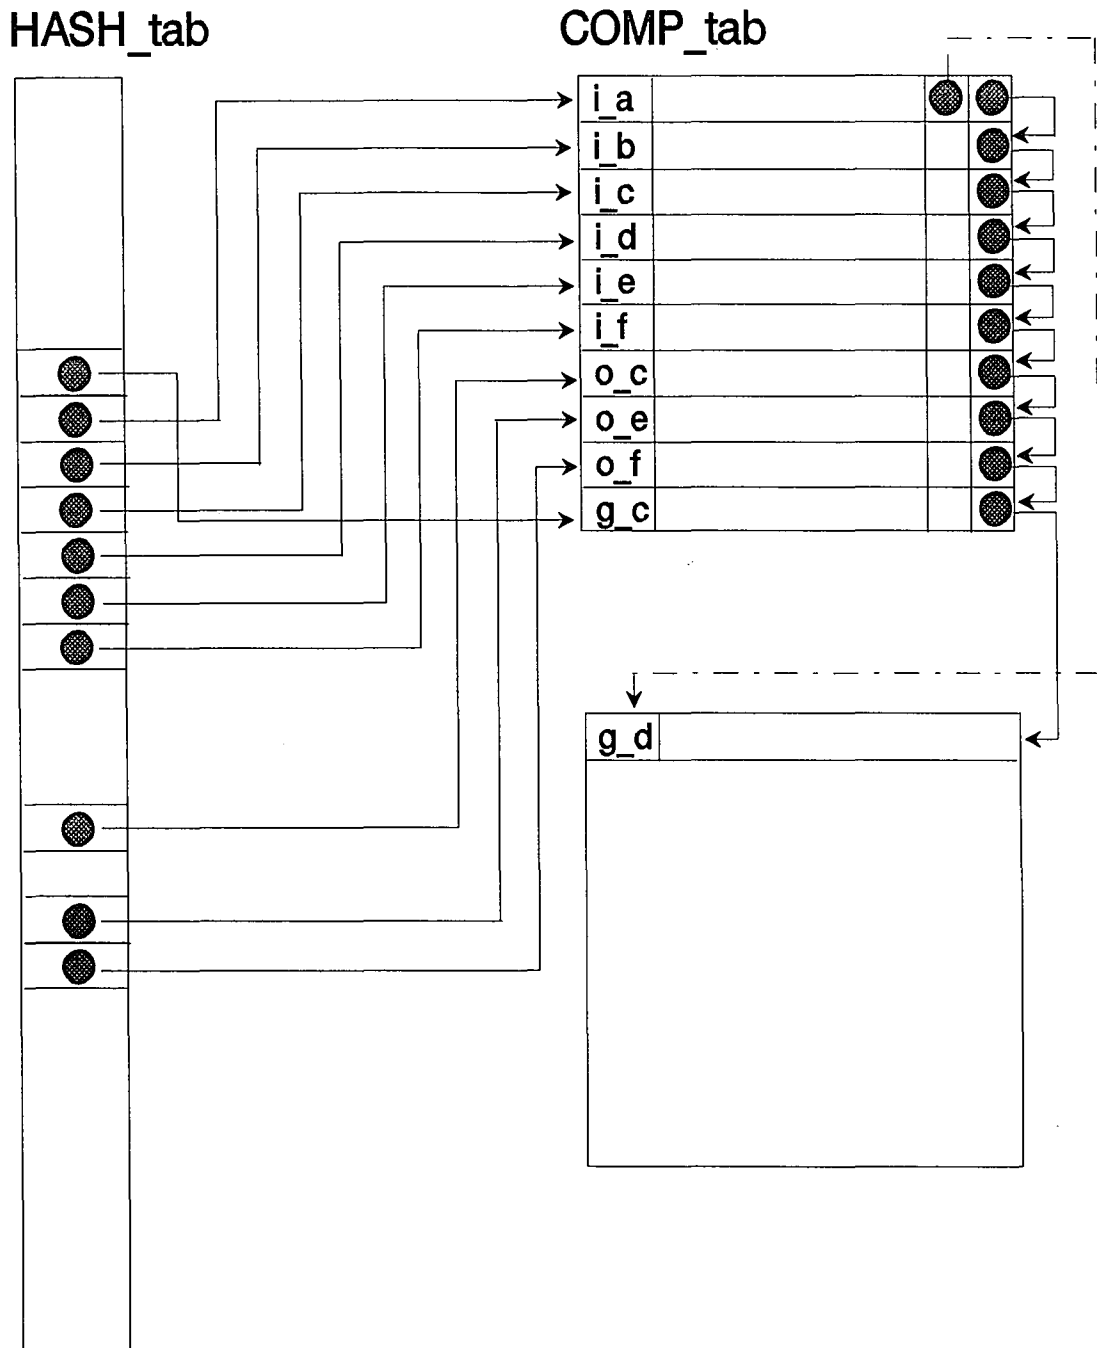 HASH_tab
COMP_tab
i_a
i_b
i_c
i_d
i_e
i_f
o_c
o_e
o_f
g_c
g_d